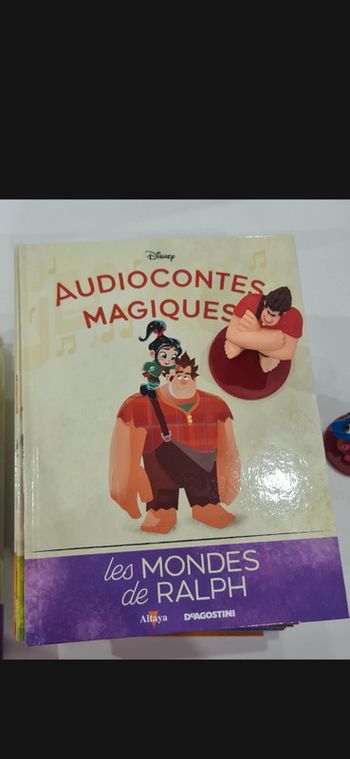 Disney
AUDIOCONTES
MAGIQUES
les MONDES
de RALPH
Altaya
DeAGOSTINI